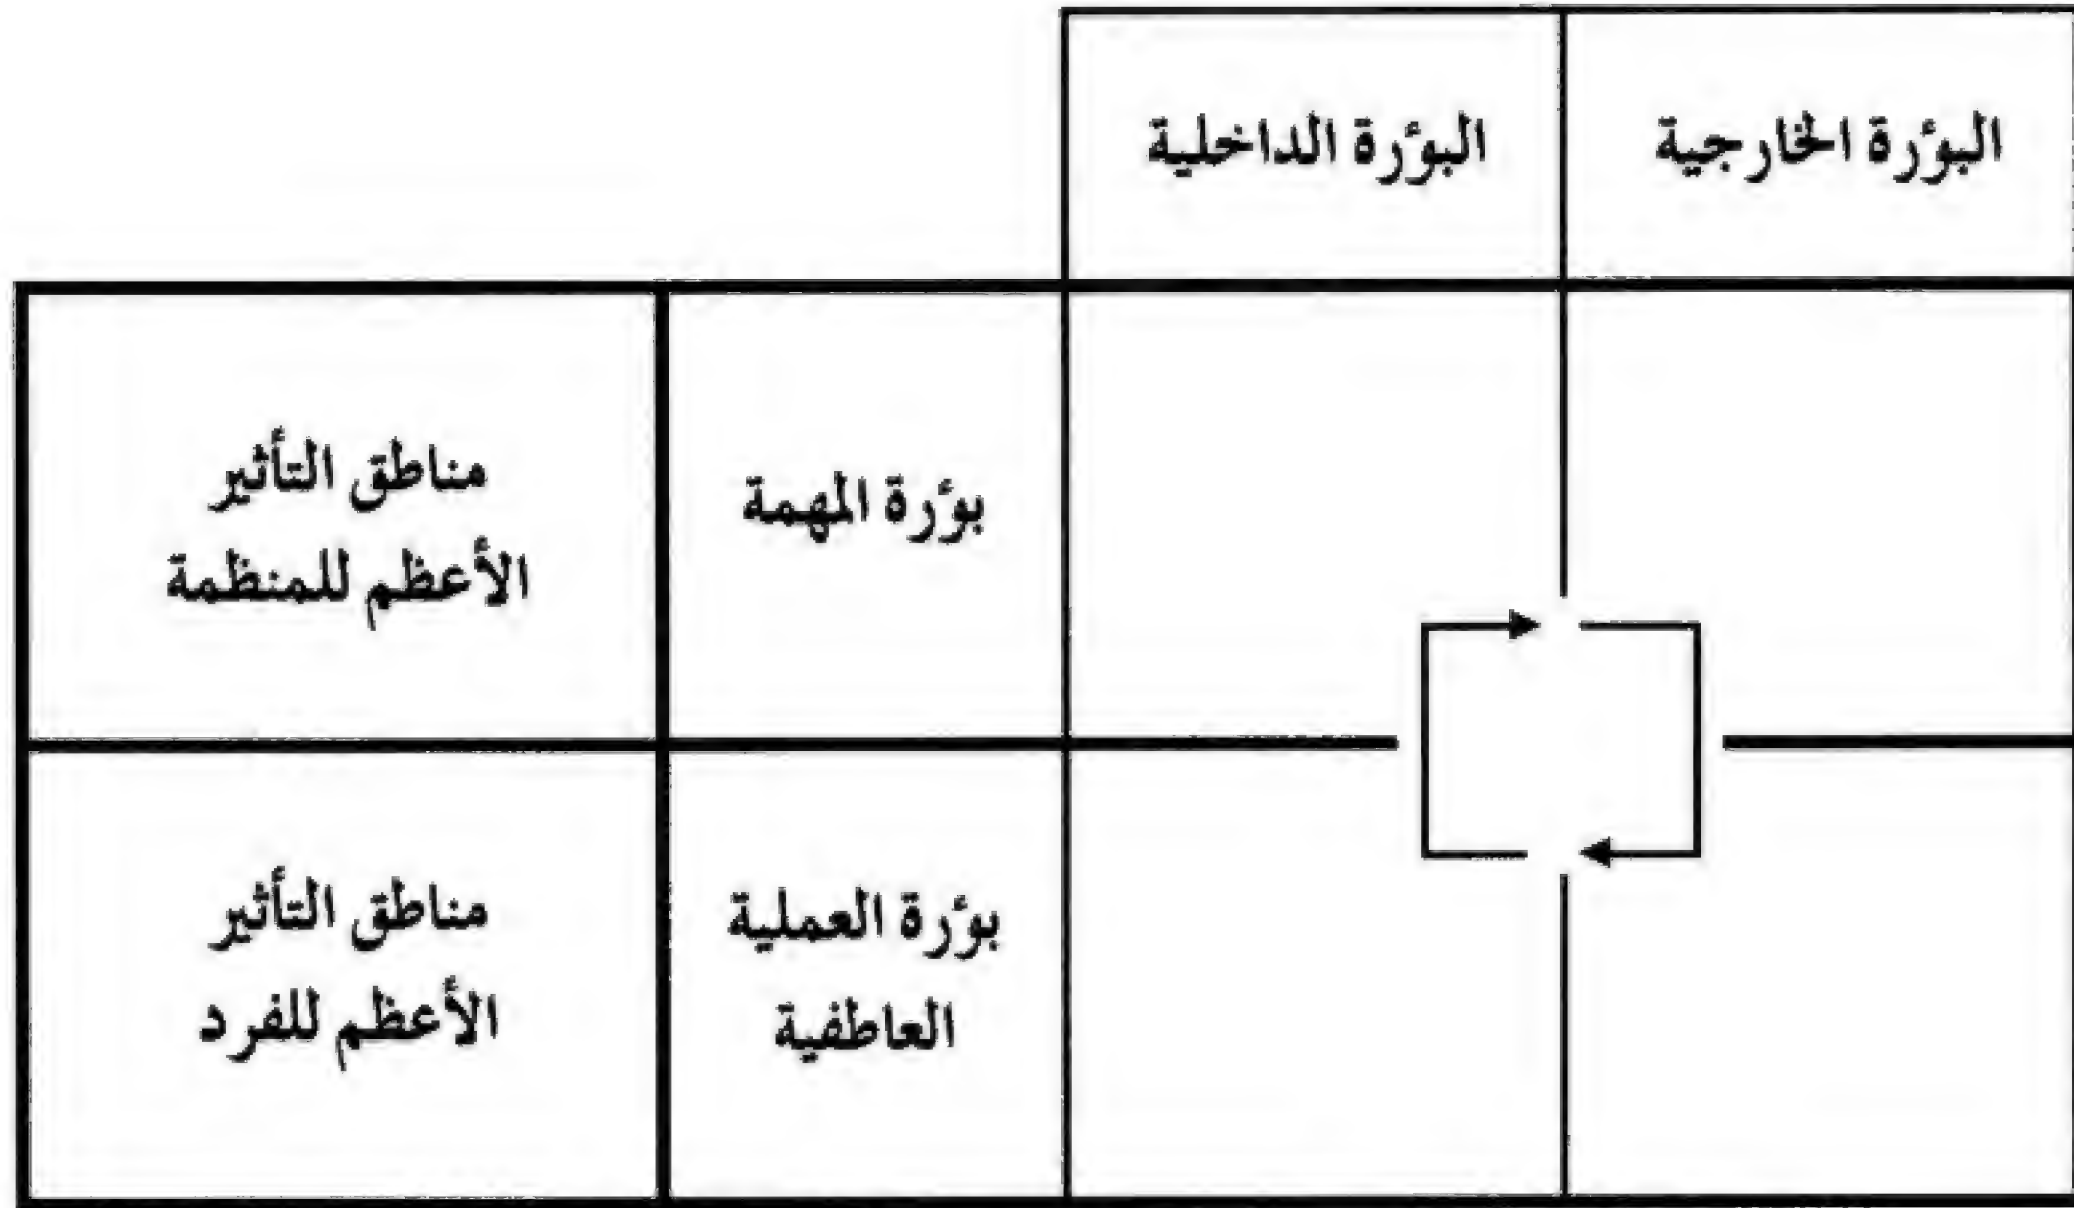 البؤرة الخارجية
البؤرة الداخلية
بؤرة المهمة
مناطق التأثير
الأعظم للمنظمة
بؤرة العملية
العاطفية
مناطق التأثير
الأعظم للفرد